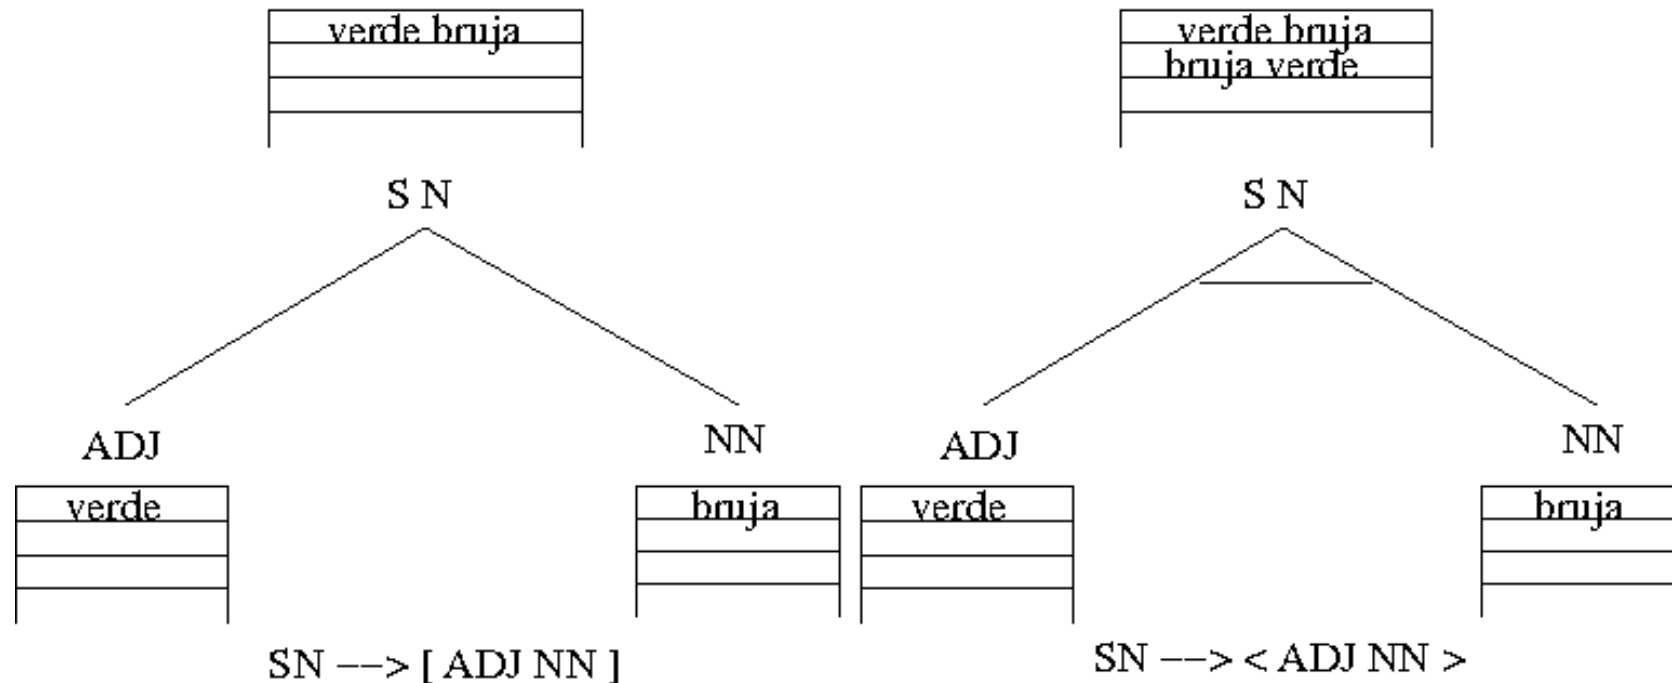 verde bruja
S N
ADJ
NN
verde
bruja
SN --> [ ADJ NN ]
verde bruja
bruja verde
S N
ADJ
NN
verde
bruja
SN --> < ADJ NN >